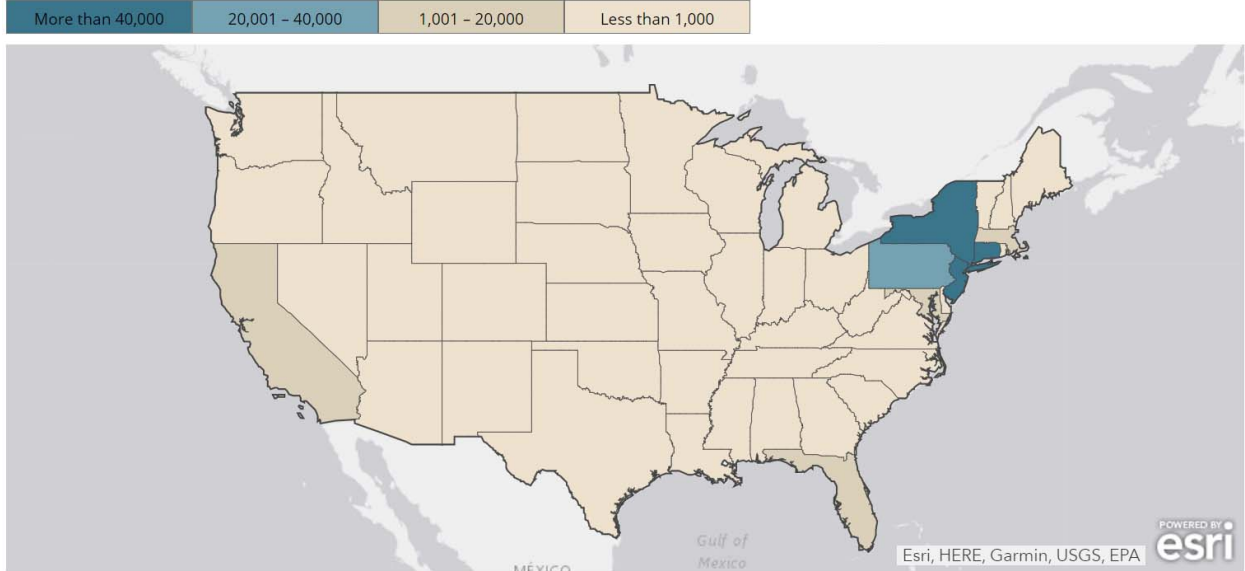 More than 40,000
20,001 – 40,000
1,001 – 20,000
Less than 1,000
Gulf of
Mexico
MÉXICO
Esri, HERE, Garmin, USGS, EPA
POWERED BY
esri